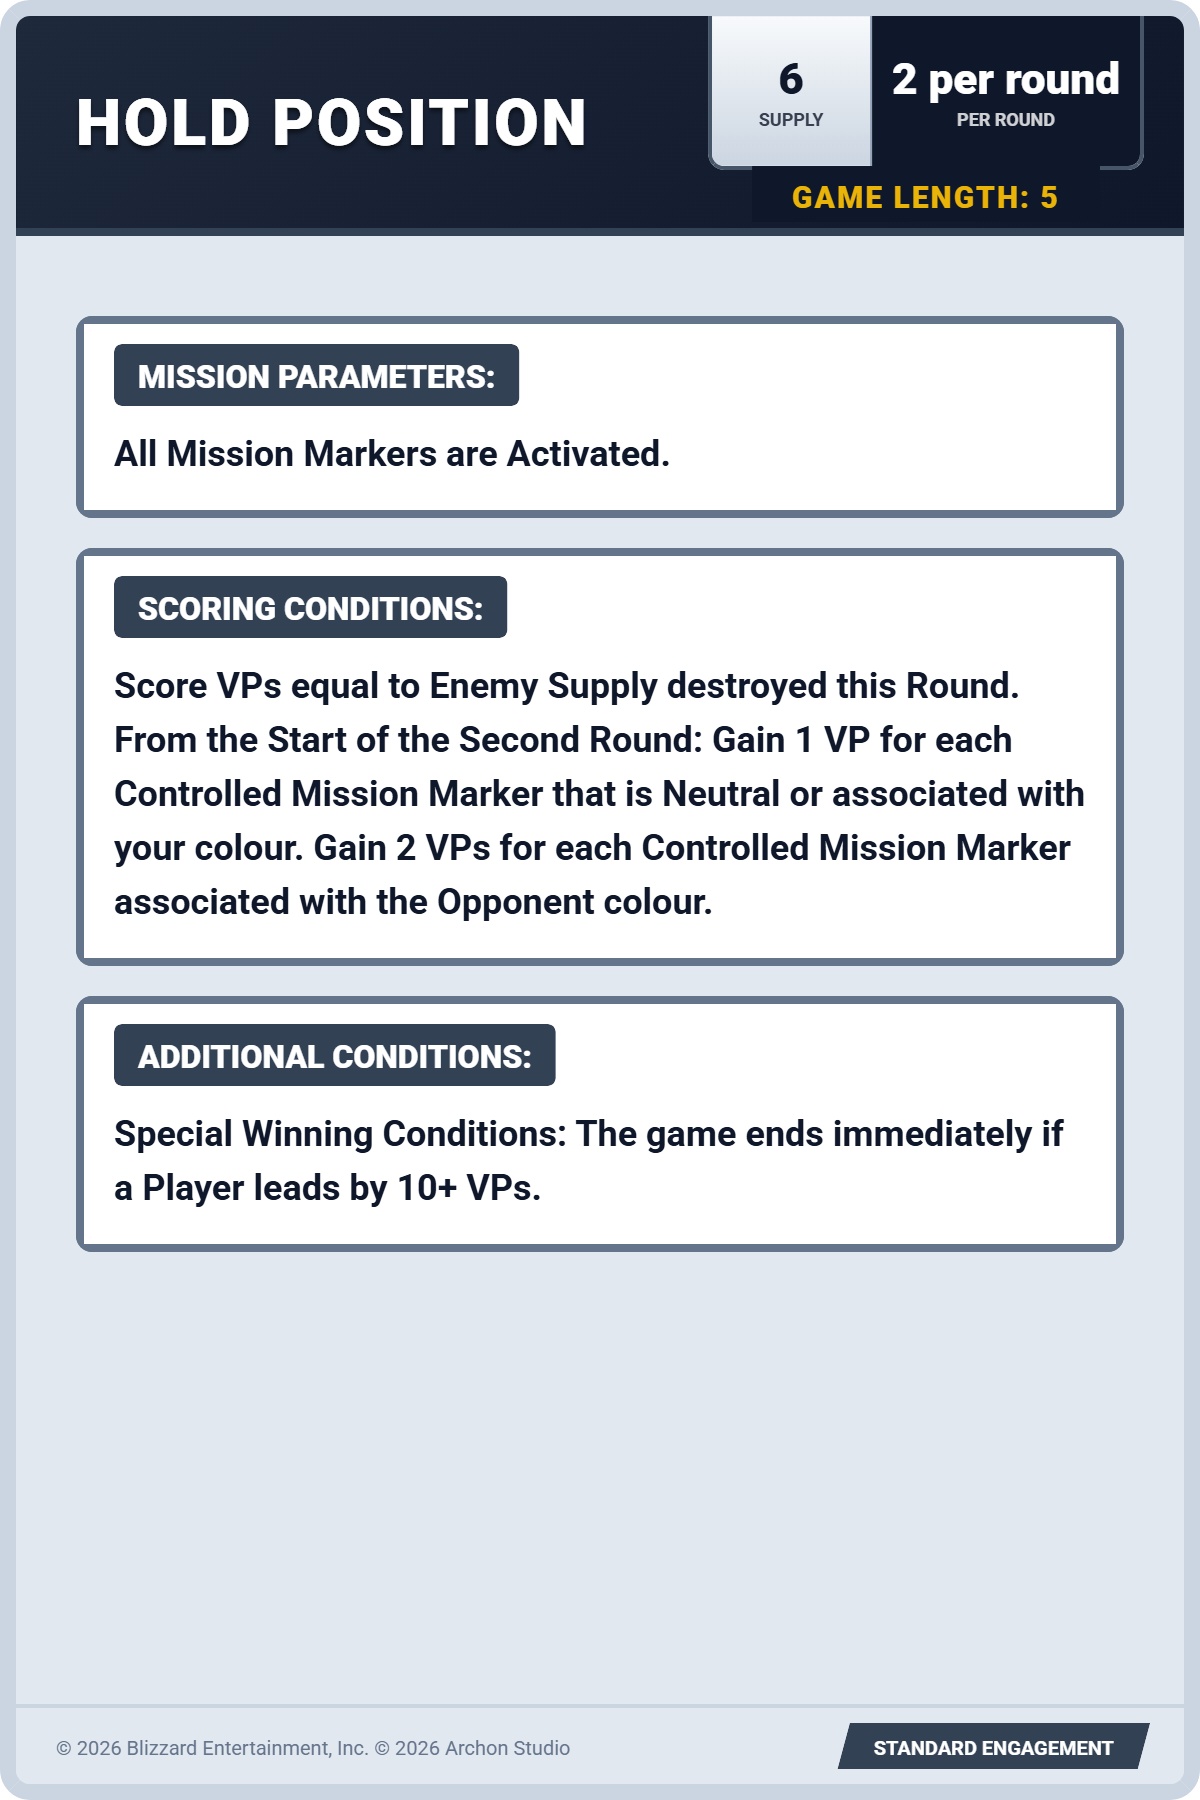 HOLD POSITION
6
SUPPLY
2 per round
PER ROUND
GAME LENGTH: 5
MISSION PARAMETERS:
All Mission Markers are Activated.
SCORING CONDITIONS:
Score VPs equal to Enemy Supply destroyed this Round.
From the Start of the Second Round: Gain 1 VP for each
Controlled Mission Marker that is Neutral or associated with
your colour. Gain 2 VPs for each Controlled Mission Marker
associated with the Opponent colour.
ADDITIONAL CONDITIONS:
Special Winning Conditions: The game ends immediately if
a Player leads by 10+ VPs.
© 2026 Blizzard Entertainment, Inc. © 2026 Archon Studio
STANDARD ENGAGEMENT